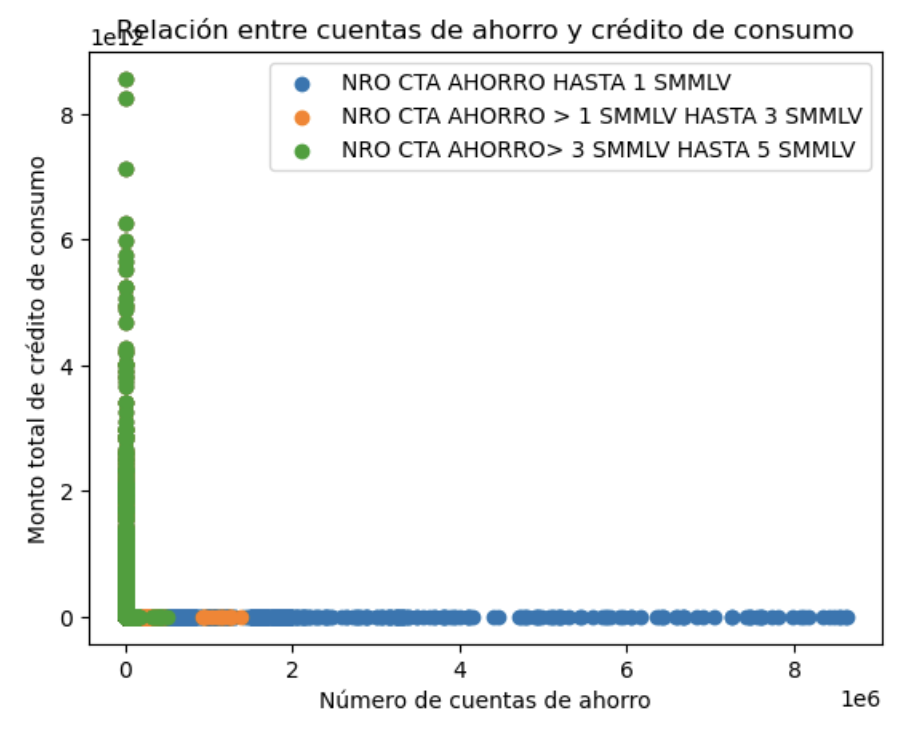 Relación entre cuentas de ahorro y crédito de consumo
1e12
NRO CTA AHORRO HASTA 1 SMMLV
NRO CTA AHORRO > 1 SMMLV HASTA 3 SMMLV
NRO CTA AHORRO> 3 SMMLV HASTA 5 SMMLV
Monto total de crédito de consumo
8
6
4
2
0
0 2 4 6 8
Número de cuentas de ahorro
1e6